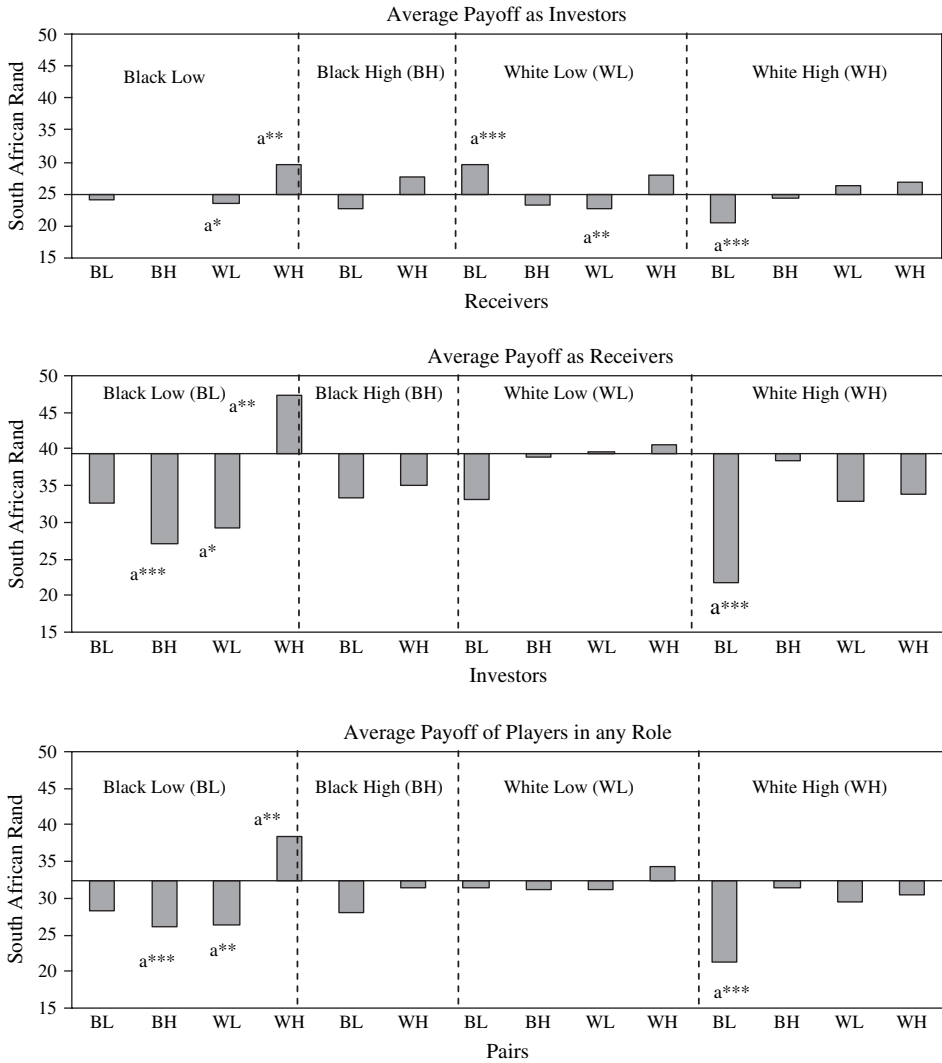 Average Payoff as Investors
South African Rand
50
45
40
35
30
25
20
15
Black Low
Black High (BH)
White Low (WL)
White High (WH)
a**
a***
a*
a**
a***
BL BH WL WH BL WH BL BH WL WH BL BH WL WH
Receivers
Average Payoff as Receivers
South African Rand
50
45
40
35
30
25
20
15
Black Low (BL)
Black High (BH)
White Low (WL)
White High (WH)
a**
a*
a***
a***
BL BH WL WH BL WH BL BH WL WH BL BH WL WH
Investors
Average Payoff of Players in any Role
South African Rand
50
45
40
35
30
25
20
15
Black Low (BL)
Black High (BH)
White Low (WL)
White High (WH)
a**
a***
a**
a***
BL BH WL WH BL WH BL BH WL WH BL BH WL WH
Pairs